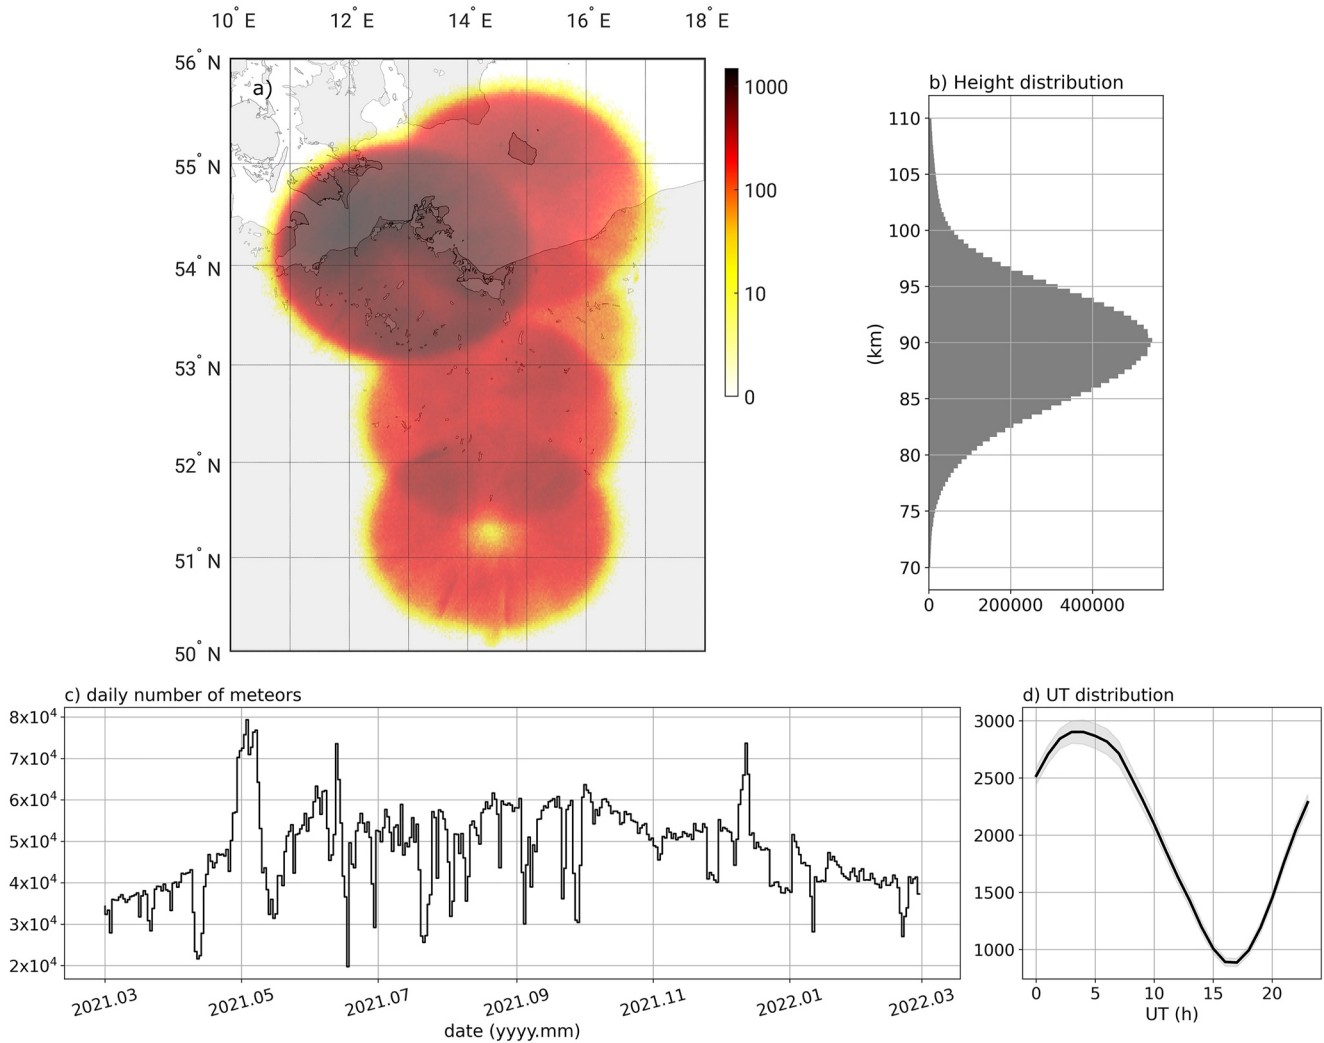 10° E 12° E 14° E 16° E 18° E
56° N
55° N
54° N
53° N
52° N
51° N
50° N
a)
1000
100
10
0
b) Height distribution
110
105
100
95
90
85
80
75
70
(km)
0 200000 400000
c) daily number of meteors
8x10⁴
7x10⁴
6x10⁴
5x10⁴
4x10⁴
3x10⁴
2x10⁴
2021.03 2021.05 2021.07 2021.09 2021.11 2022.01 2022.03
date (yyyy.mm)
d) UT distribution
3000
2500
2000
1500
1000
0 5 10 15 20
UT (h)